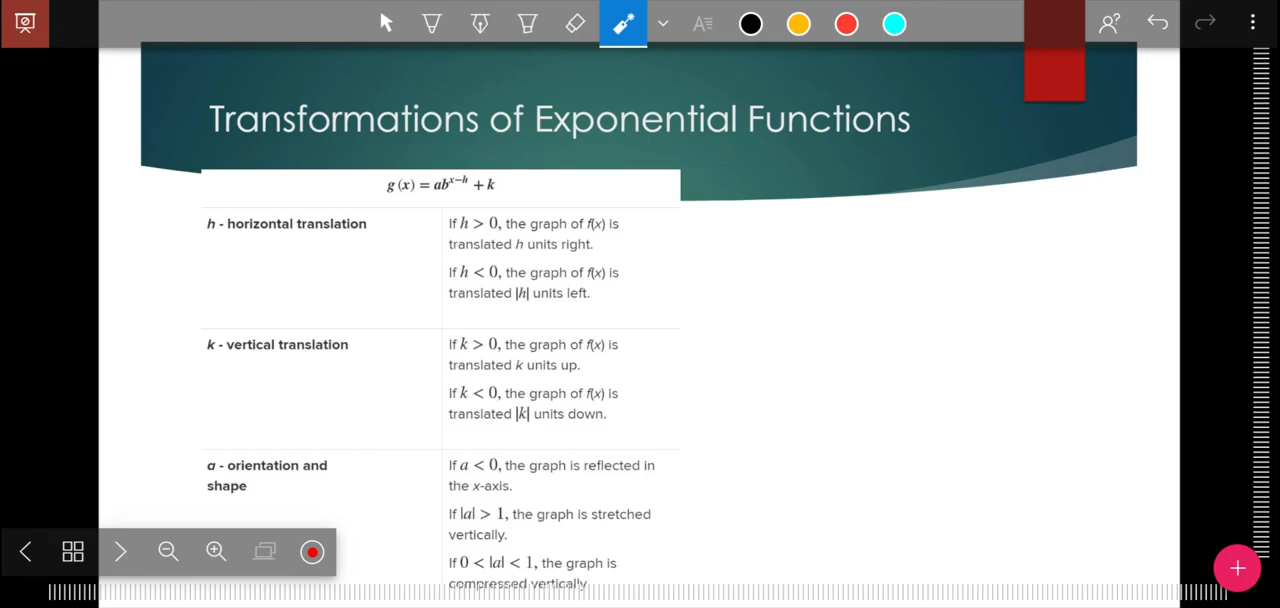 Transformations of Exponential Functions
g (x) = ab^{x−h} + k
h - horizontal translation
If h > 0, the graph of f(x) is
translated h units right.
If h < 0, the graph of f(x) is
translated |h| units left.
k - vertical translation
If k > 0, the graph of f(x) is
translated k units up.
If k < 0, the graph of f(x) is
translated |k| units down.
a - orientation and
shape
If a < 0, the graph is reflected in
the x-axis.
If |a| > 1, the graph is stretched
vertically.
If 0 < |a| < 1, the graph is
compressed vertically